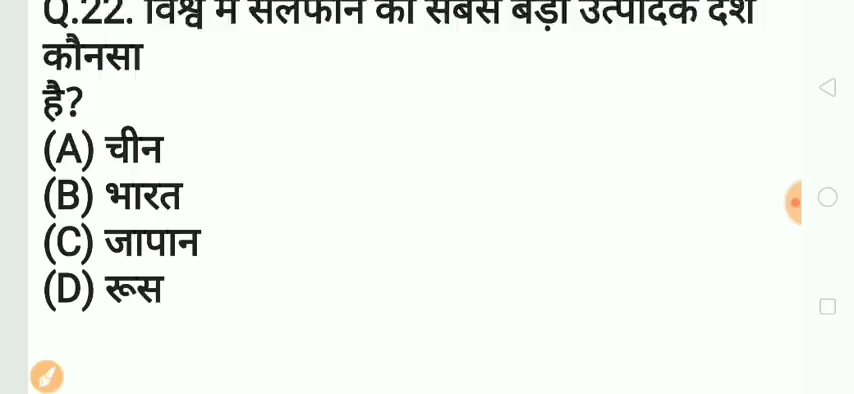 Q.22. विश्व में सेलफोन का सबसे बड़ा उत्पादक देश
कौनसा
है?
(A) चीन
(B) भारत
(C) जापान
(D) रूस